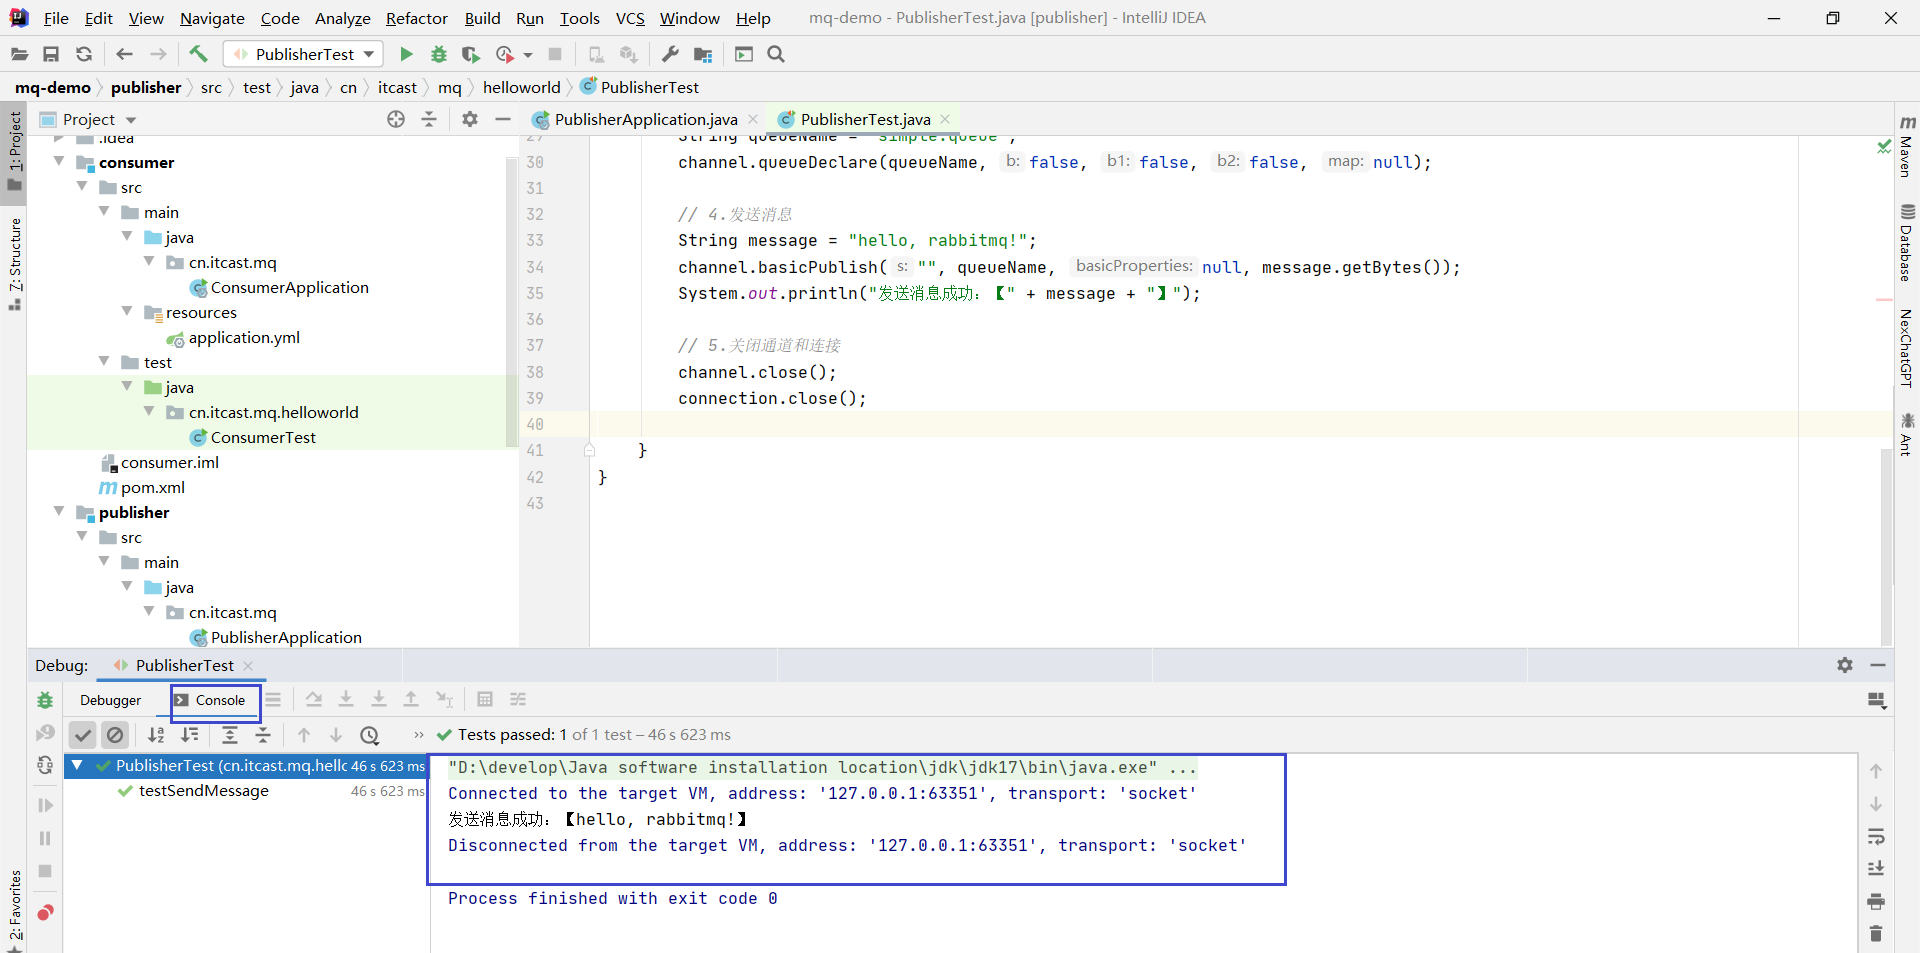 File Edit View Navigate Code Analyze Refactor Build Run Tools VCS Window Help mq-demo - PublisherTest.java [publisher] - IntelliJ IDEA
PublisherTest
mq-demo publisher src test java cn itcast mq helloworld PublisherTest
1: Project
7: Structure
2: Favorites
Project
.idea
consumer
src
main
java
cn.itcast.mq
ConsumerApplication
resources
application.yml
test
java
cn.itcast.mq.helloworld
ConsumerTest
consumer.iml
pom.xml
publisher
src
main
java
cn.itcast.mq
PublisherApplication
PublisherApplication.java PublisherTest.java
29 String queueName = "simple.queue";
30 channel.queueDeclare(queueName, b: false, b1: false, b2: false, map: null);
31
32 // 4.发送消息
33 String message = "hello, rabbitmq!";
34 channel.basicPublish( s: "", queueName, basicProperties: null, message.getBytes());
35 System.out.println("发送消息成功：【" + message + "】");
36
37 // 5.关闭通道和连接
38 channel.close();
39 connection.close();
40
41 }
42 }
43
Maven
Database
NexChatGPT
Ant
Debug: PublisherTest
Debugger Console
Tests passed: 1 of 1 test – 46 s 623 ms
PublisherTest (cn.itcast.mq.hellc 46 s 623 ms
testSendMessage 46 s 623 ms
"D:\develop\Java software installation location\jdk\jdk17\bin\java.exe" ...
Connected to the target VM, address: '127.0.0.1:63351', transport: 'socket'
发送消息成功：【hello, rabbitmq!】
Disconnected from the target VM, address: '127.0.0.1:63351', transport: 'socket'
Process finished with exit code 0